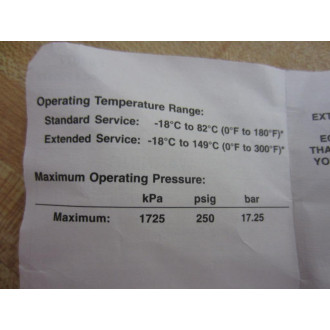 Operating Temperature Range:
Standard Service: -18°C to 82°C (0°F to 180°F)*
Extended Service: -18°C to 149°C (0°F to 300°F)*
Maximum Operating Pressure:
kPa psig bar
Maximum: 1725 250 17.25
EXT
EC
THA
YO